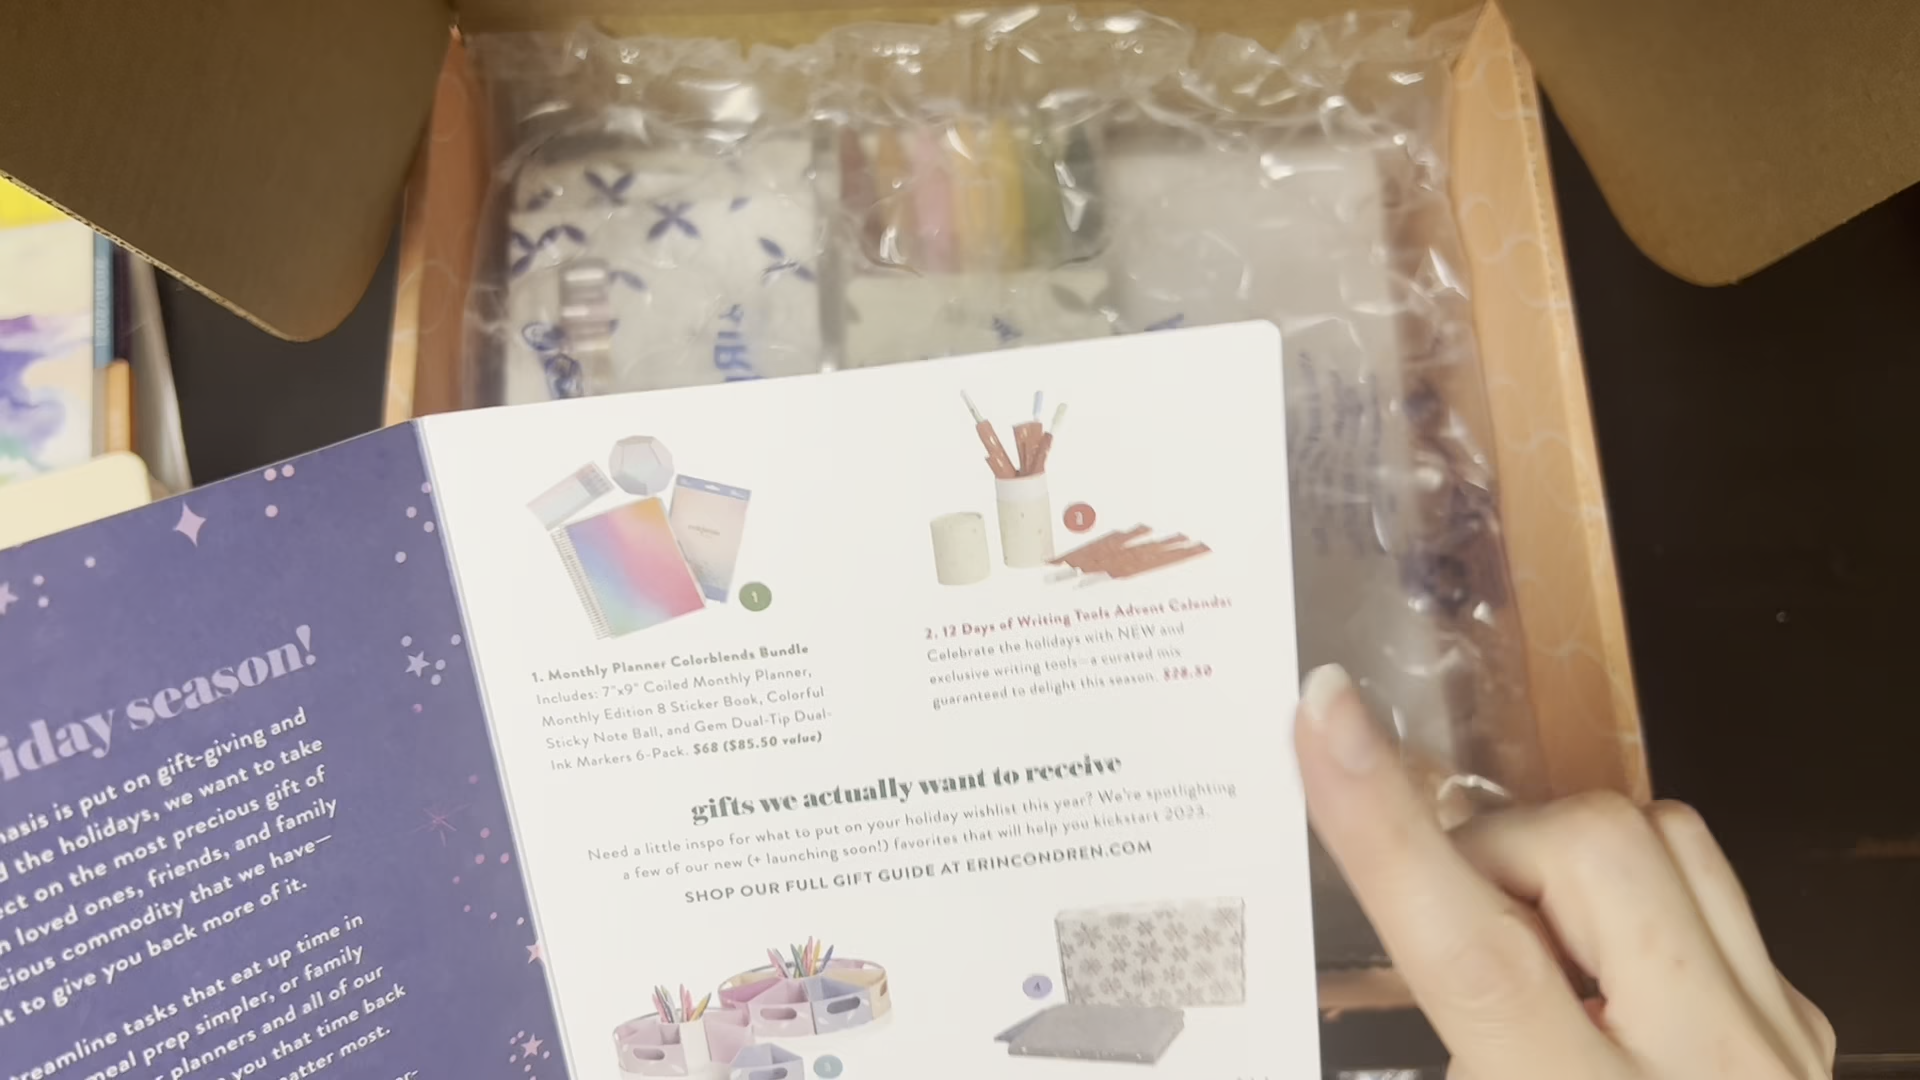 iday season!
asis is put on gift-giving and
d the holidays, we want to take
ect on the most precious gift of
n loved ones, friends, and family
cious commodity that we have—
t to give you back more of it.
reamline tasks that eat up time in
meal prep simpler, or family
planners and all of our
you that time back
atter most.
1
1. Monthly Planner Colorblends Bundle
Includes: 7"x9" Coiled Monthly Planner,
Monthly Edition 8 Sticker Book, Colorful
Sticky Note Ball, and Gem Dual-Tip Dual-
Ink Markers 6-Pack. $68 ($85.50 value)
2
2. 12 Days of Writing Tools Advent Calendar
Celebrate the holidays with NEW and
exclusive writing tools—a curated mix
guaranteed to delight this season. $28.50
gifts we actually want to receive
Need a little inspo for what to put on your holiday wishlist this year? We're spotlighting
a few of our new (+ launching soon!) favorites that will help you kickstart 2023.
SHOP OUR FULL GIFT GUIDE AT ERINCONDREN.COM
3
4